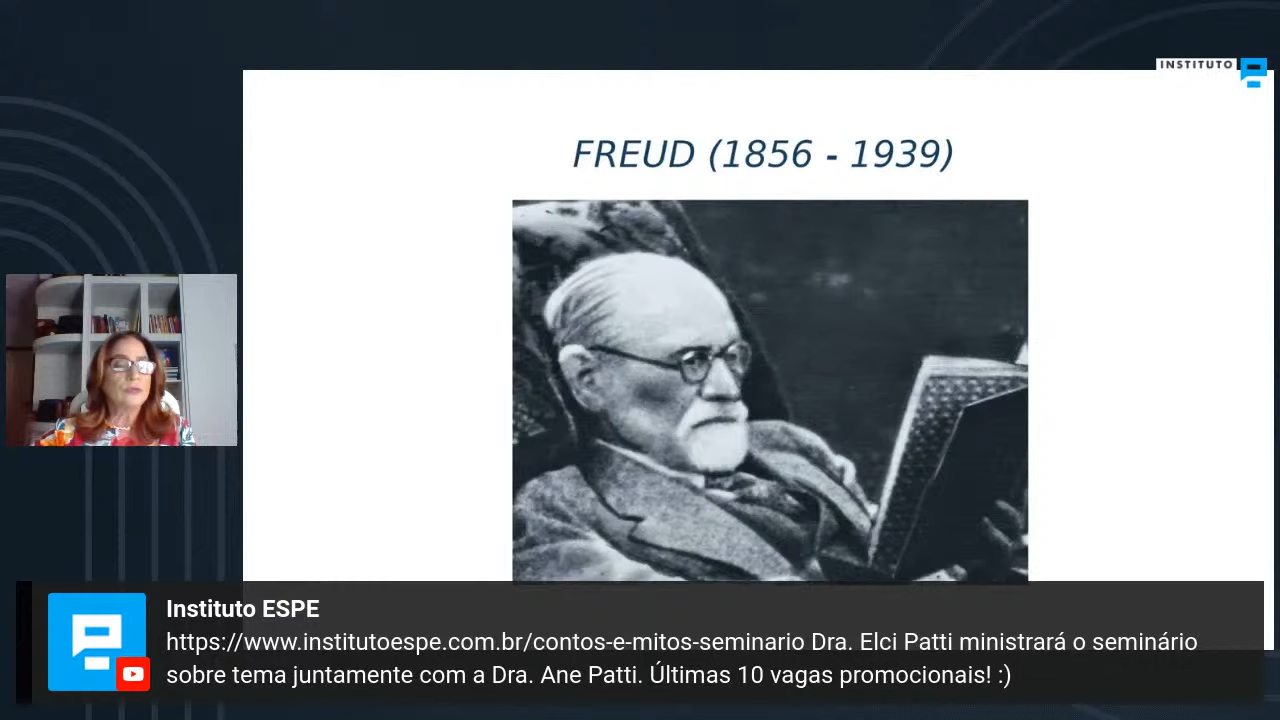 INSTITUTO
FREUD (1856 - 1939)
Instituto ESPE
https://www.institutoespe.com.br/contos-e-mitos-seminario Dra. Elci Patti ministrará o seminário
sobre tema juntamente com a Dra. Ane Patti. Últimas 10 vagas promocionais! :)